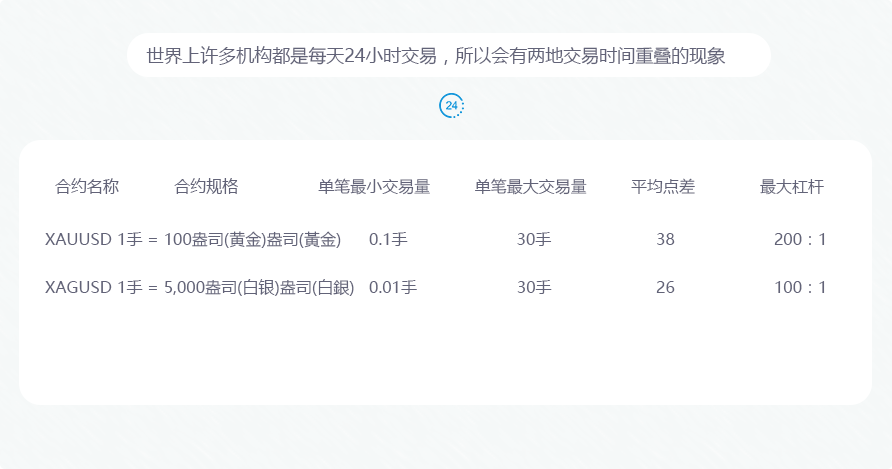 世界上许多机构都是每天24小时交易，所以会有两地交易时间重叠的现象
24
合约名称 合约规格 单笔最小交易量 单笔最大交易量 平均点差 最大杠杆
XAUUSD 1手 = 100盎司(黄金)盎司(黃金) 0.1手 30手 38 200：1
XAGUSD 1手 = 5,000盎司(白银)盎司(白銀) 0.01手 30手 26 100：1